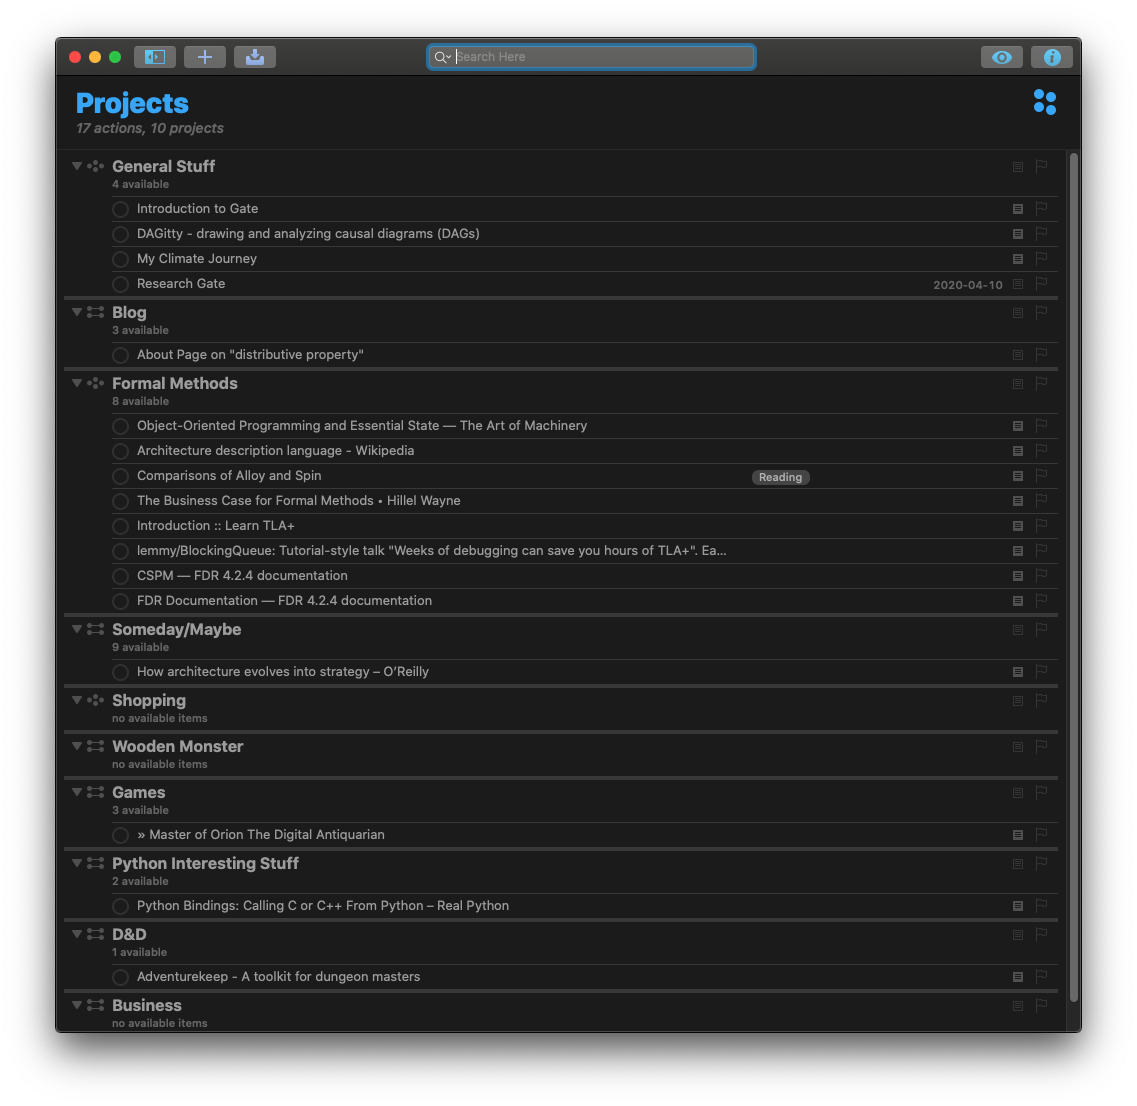 Search Here
Projects
17 actions, 10 projects
General Stuff
4 available
Introduction to Gate
DAGitty - drawing and analyzing causal diagrams (DAGs)
My Climate Journey
Research Gate 2020-04-10
Blog
3 available
About Page on "distributive property"
Formal Methods
8 available
Object-Oriented Programming and Essential State — The Art of Machinery
Architecture description language - Wikipedia
Comparisons of Alloy and Spin Reading
The Business Case for Formal Methods • Hillel Wayne
Introduction :: Learn TLA+
lemmy/BlockingQueue: Tutorial-style talk "Weeks of debugging can save you hours of TLA+". Ea...
CSPM — FDR 4.2.4 documentation
FDR Documentation — FDR 4.2.4 documentation
Someday/Maybe
9 available
How architecture evolves into strategy – O’Reilly
Shopping
no available items
Wooden Monster
no available items
Games
3 available
» Master of Orion The Digital Antiquarian
Python Interesting Stuff
2 available
Python Bindings: Calling C or C++ From Python – Real Python
D&D
1 available
Adventurekeep - A toolkit for dungeon masters
Business
no available items